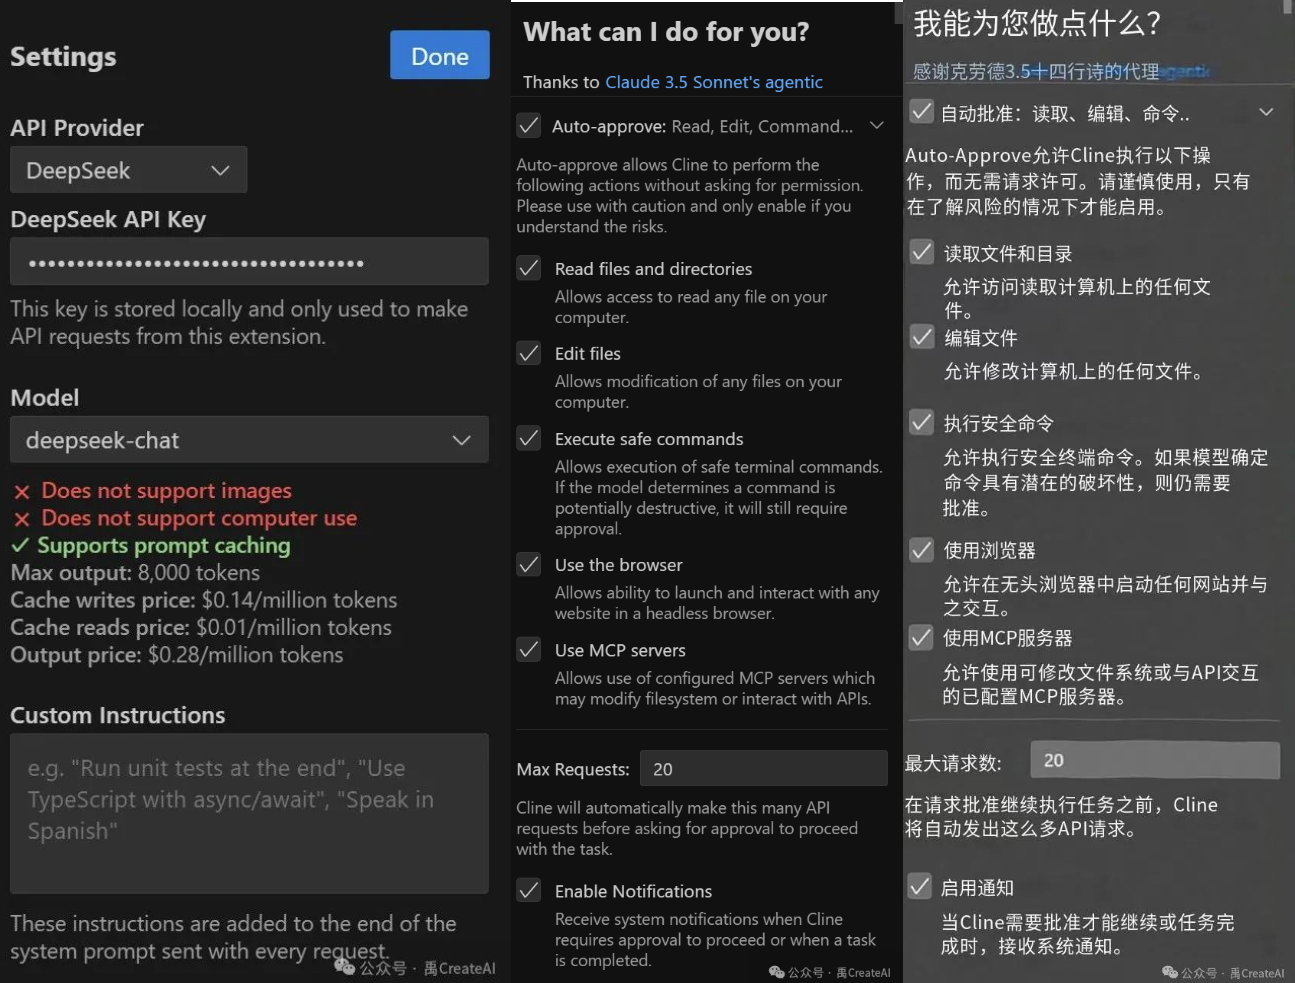 Settings
Done
API Provider
DeepSeek
DeepSeek API Key
••••••••••••••••••••••••••••••••••••
This key is stored locally and only used to make
API requests from this extension.
Model
deepseek-chat
Does not support images
Does not support computer use
Supports prompt caching
Max output: 8,000 tokens
Cache writes price: $0.14/million tokens
Cache reads price: $0.01/million tokens
Output price: $0.28/million tokens
Custom Instructions
e.g. "Run unit tests at the end", "Use
TypeScript with async/await", "Speak in
Spanish"
These instructions are added to the end of the
system prompt sent with every request.
公众号 · 禹CreateAI
What can I do for you?
Thanks to Claude 3.5 Sonnet's agentic
Auto-approve: Read, Edit, Command...
Auto-approve allows Cline to perform the
following actions without asking for permission.
Please use with caution and only enable if you
understand the risks.
Read files and directories
Allows access to read any file on your
computer.
Edit files
Allows modification of any files on your
computer.
Execute safe commands
Allows execution of safe terminal commands.
If the model determines a command is
potentially destructive, it will still require
approval.
Use the browser
Allows ability to launch and interact with any
website in a headless browser.
Use MCP servers
Allows use of configured MCP servers which
may modify filesystem or interact with APIs.
Max Requests: 20
Cline will automatically make this many API
requests before asking for approval to proceed
with the task.
Enable Notifications
Receive system notifications when Cline
requires approval to proceed or when a task
is completed.
公众号 · 禹CreateAI
我能为您做点什么？
感谢克劳德3.5十四行诗的代理agentic
自动批准：读取、编辑、命令..
Auto-Approve允许Cline执行以下操
作，而无需请求许可。请谨慎使用，只有
在了解风险的情况下才能启用。
读取文件和目录
允许访问读取计算机上的任何文
件。
编辑文件
允许修改计算机上的任何文件。
执行安全命令
允许执行安全终端命令。如果模型确定
命令具有潜在的破坏性，则仍需要
批准。
使用浏览器
允许在无头浏览器中启动任何网站并与
之交互。
使用MCP服务器
允许使用可修改文件系统或与API交互
的已配置MCP服务器。
最大请求数: 20
在请求批准继续执行任务之前，Cline
将自动发出这么多API请求。
启用通知
当Cline需要批准才能继续或任务完
成时，接收系统通知。
公众号 · 禹CreateAI